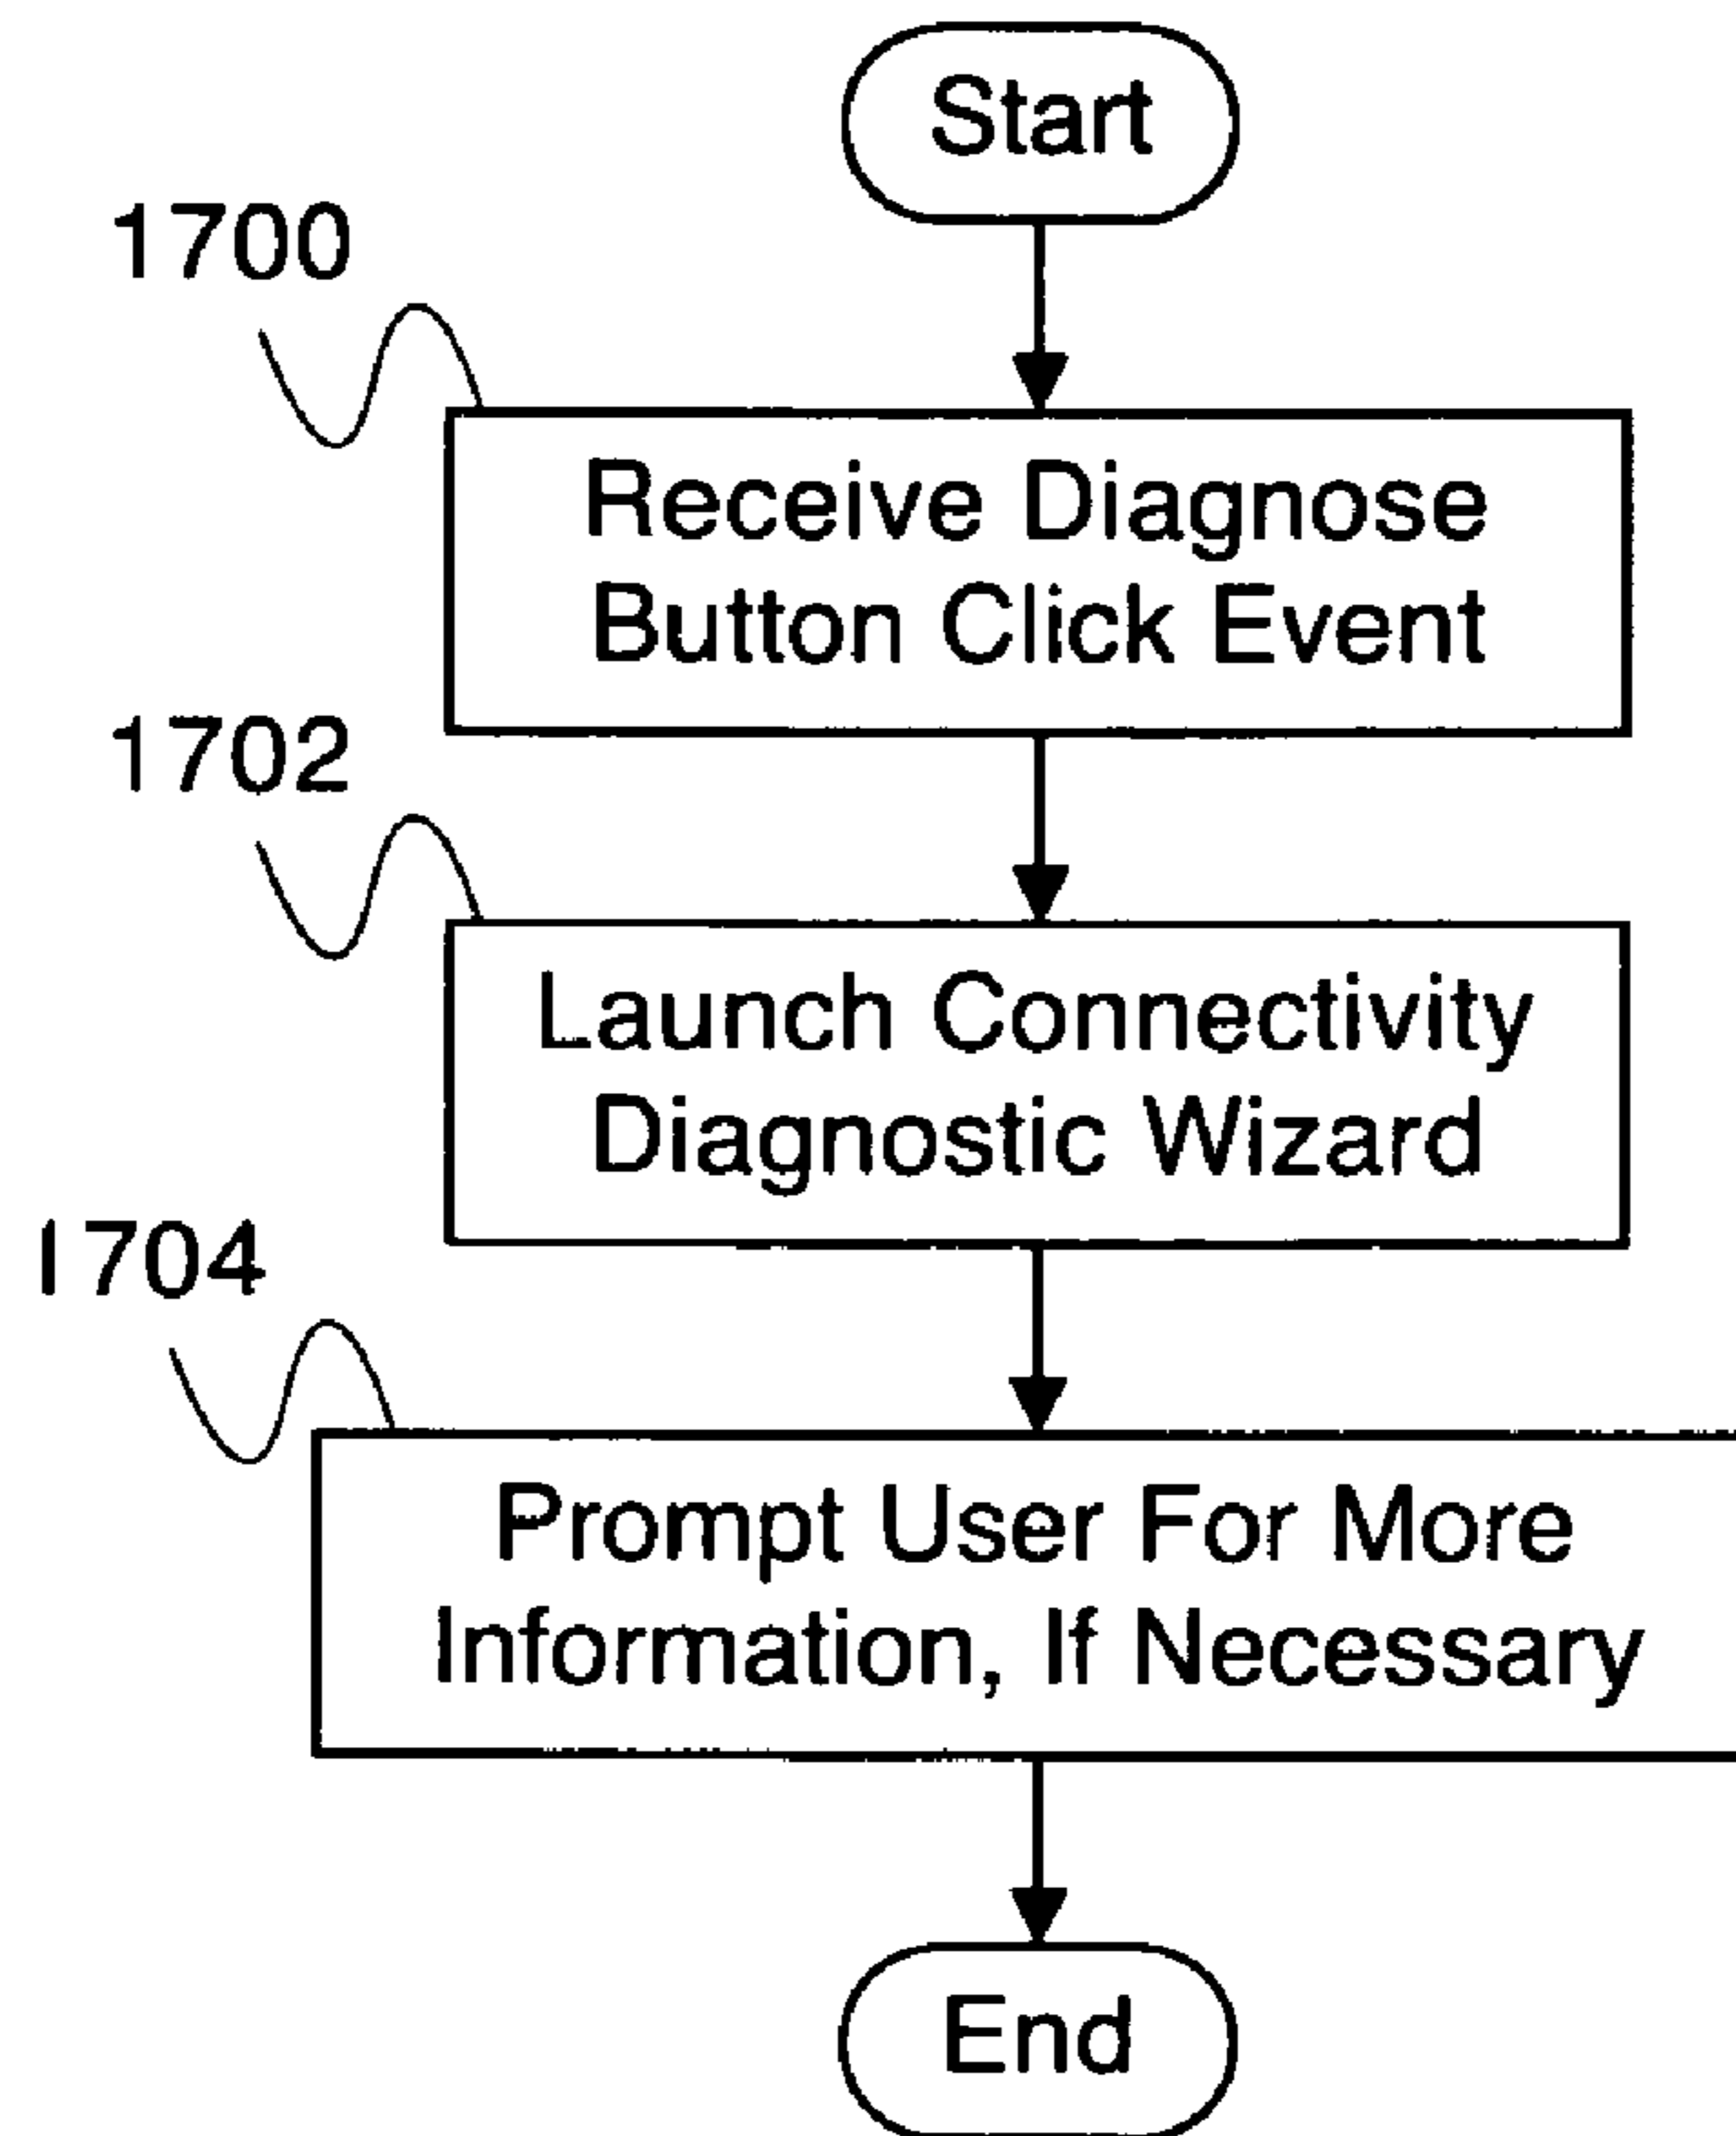 Start
1700
Receive Diagnose
Button Click Event
1702
Launch Connectivity
Diagnostic Wizard
1704
Prompt User For More
Information, If Necessary
End